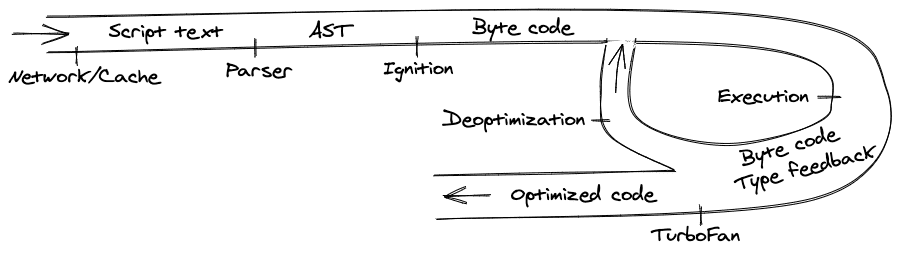 Script text
AST
Byte code
Network/Cache
Parser
Ignition
Execution
Deoptimization
Byte code
Type feedback
Optimized code
TurboFan